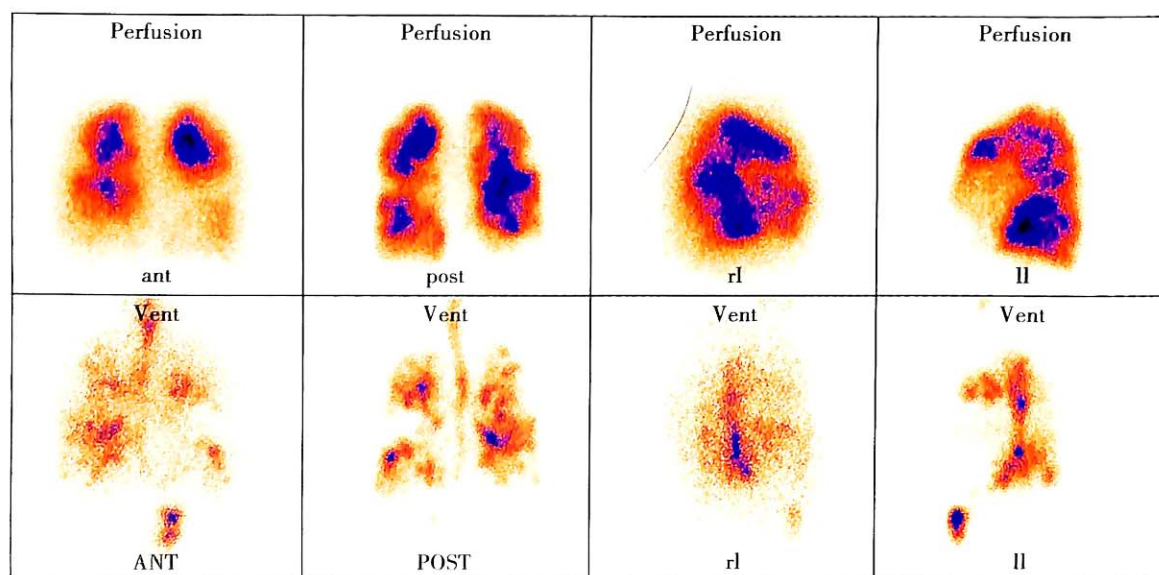 Perfusion
Perfusion
Perfusion
Perfusion
ant
post
rl
ll
Vent
Vent
Vent
Vent
ANT
POST
rl
ll